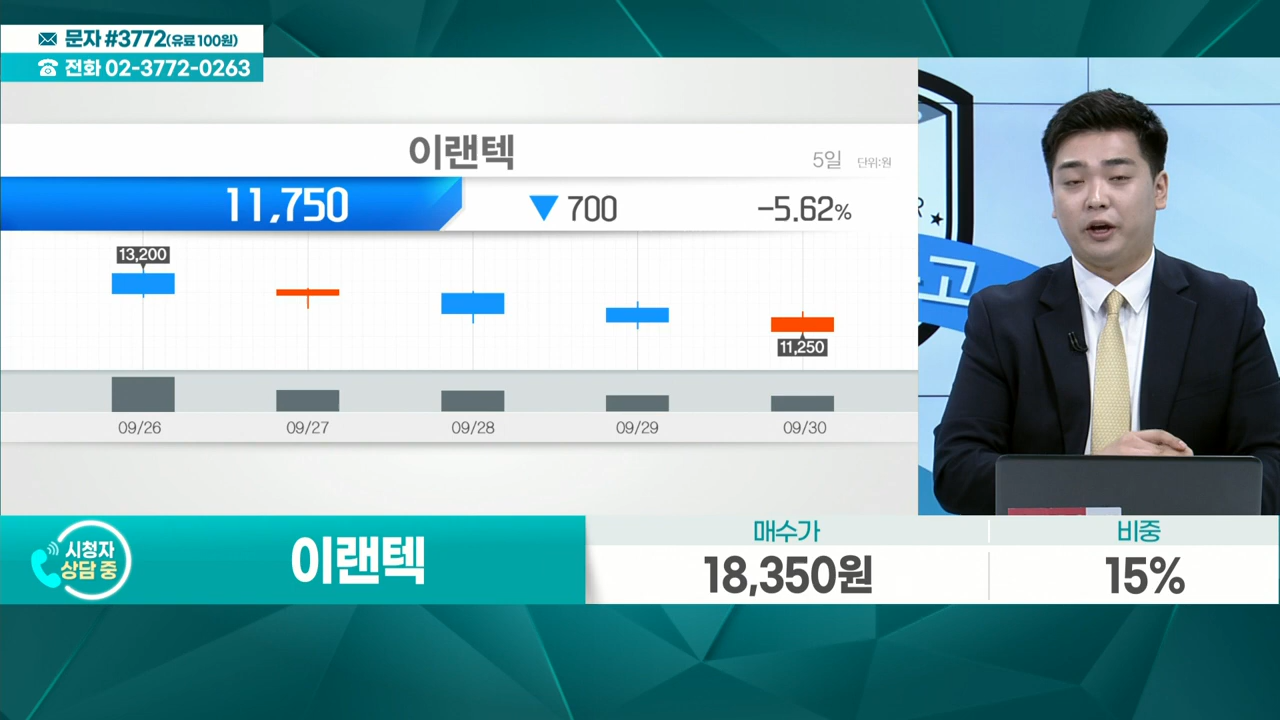 문자 #3772(유료100원)
전화 02-3772-0263
이랜텍
5일 단위:원
11,750 ▼ 700 -5.62%
13,200
11,250
09/26 09/27 09/28 09/29 09/30
고
시청자
상담 중
이랜텍
매수가 비중
18,350원 15%